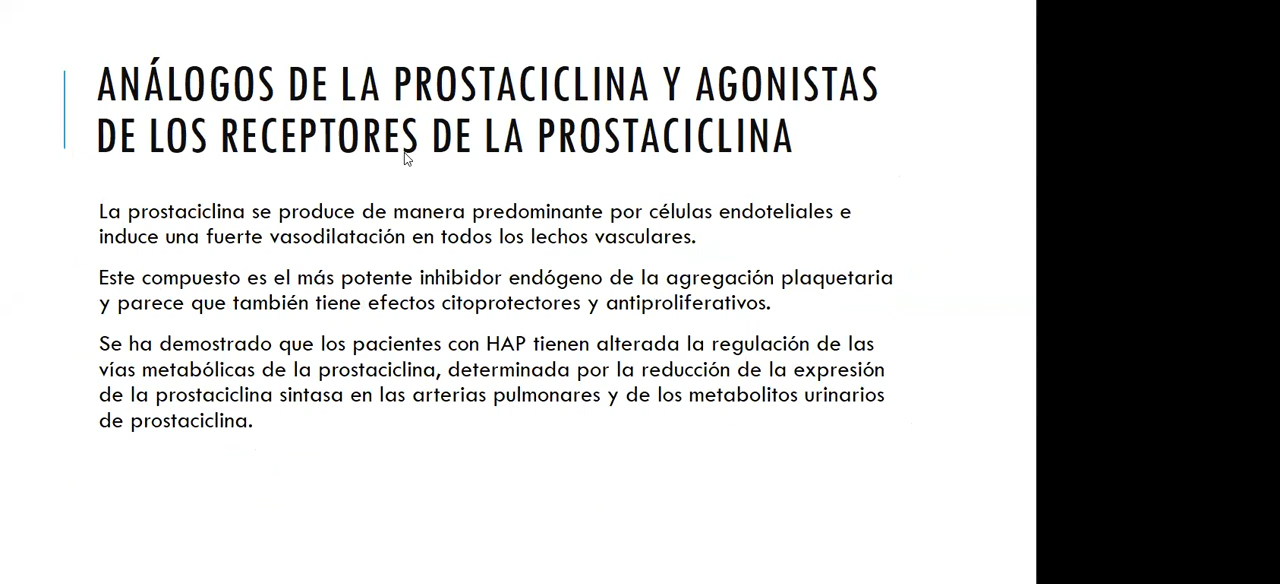 ANÁLOGOS DE LA PROSTACICLINA Y AGONISTAS
DE LOS RECEPTORES DE LA PROSTACICLINA
La prostaciclina se produce de manera predominante por células endoteliales e
induce una fuerte vasodilatación en todos los lechos vasculares.
Este compuesto es el más potente inhibidor endógeno de la agregación plaquetaria
y parece que también tiene efectos citoprotectores y antiproliferativos.
Se ha demostrado que los pacientes con HAP tienen alterada la regulación de las
vías metabólicas de la prostaciclina, determinada por la reducción de la expresión
de la prostaciclina sintasa en las arterias pulmonares y de los metabolitos urinarios
de prostaciclina.